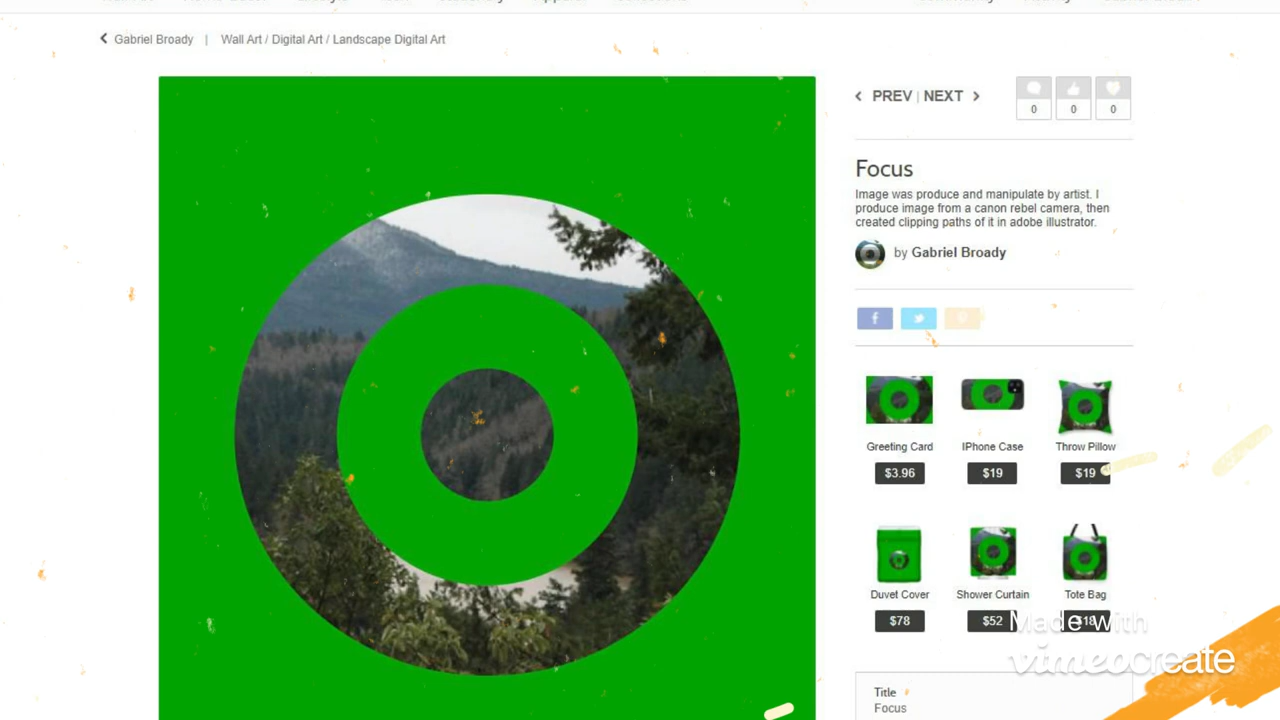 Gabriel Broady | Wall Art / Digital Art / Landscape Digital Art
PREV | NEXT
0 0 0
Focus
Image was produce and manipulate by artist. I
produce image from a canon rebel camera, then
created clipping paths of it in adobe illustrator.
by Gabriel Broady
Greeting Card IPhone Case Throw Pillow
$3.96 $19 $19
Duvet Cover Shower Curtain Tote Bag
$78 $52 $18
Made with
vimeocreate
Title
Focus